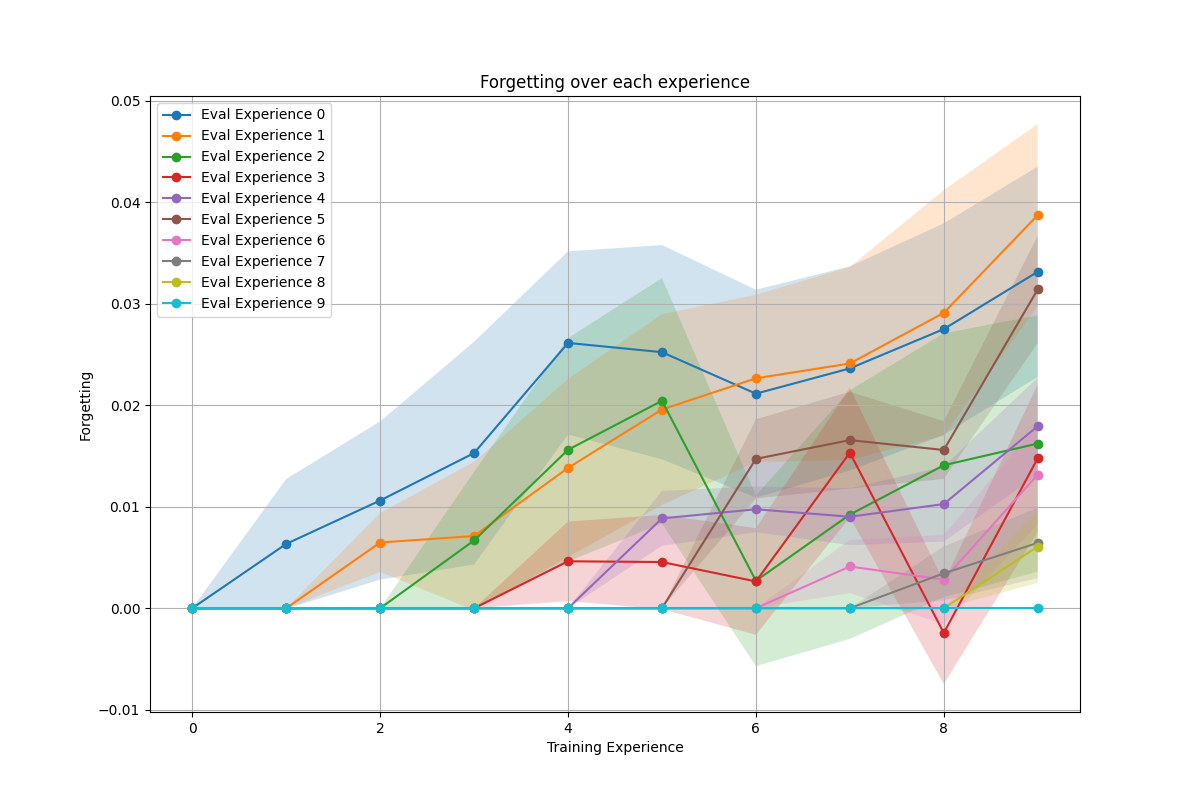 Forgetting over each experience
0.05
0.04
0.03
0.02
0.01
0.00
−0.01
Forgetting
Eval Experience 0
Eval Experience 1
Eval Experience 2
Eval Experience 3
Eval Experience 4
Eval Experience 5
Eval Experience 6
Eval Experience 7
Eval Experience 8
Eval Experience 9
0 2 4 6 8
Training Experience